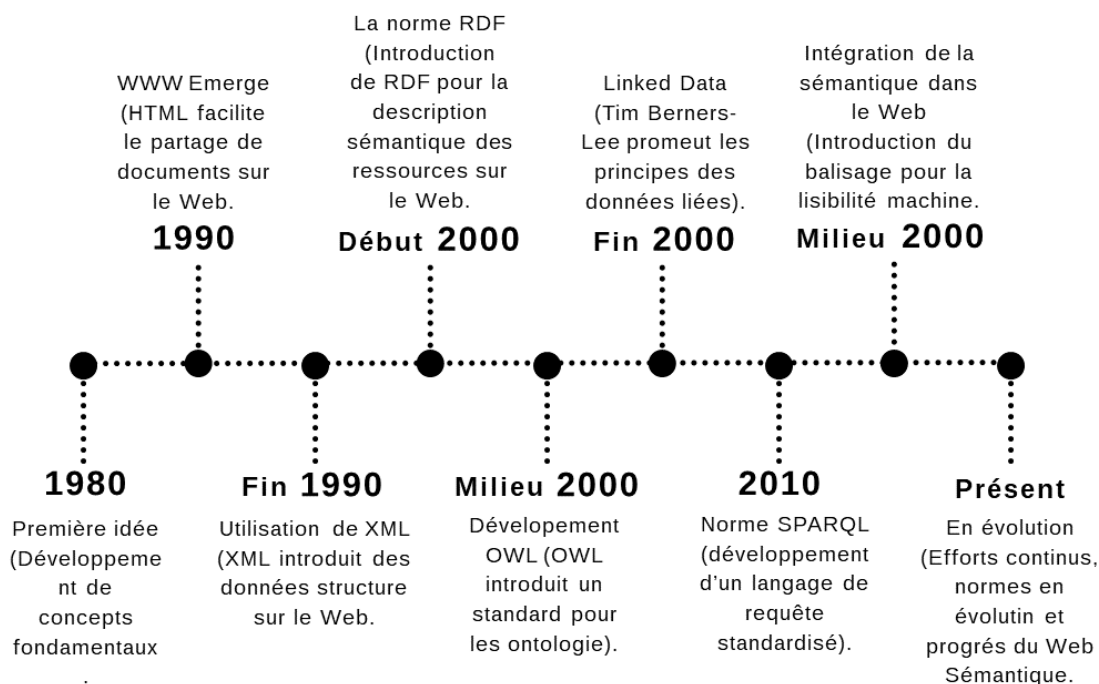 WWW Emerge
(HTML facilite
le partage de
documents sur
le Web.
1990
La norme RDF
(Introduction
de RDF pour la
description
sémantique des
ressources sur
le Web.
Début 2000
Linked Data
(Tim Berners-
Lee promeut les
principes des
données liées).
Fin 2000
Intégration de la
sémantique dans
le Web
(Introduction du
balisage pour la
lisibilité machine.
Milieu 2000
1980
Première idée
(Développeme
nt de
concepts
fondamentaux
.
Fin 1990
Utilisation de XML
(XML introduit des
données structure
sur le Web.
Milieu 2000
Dévelopement
OWL (OWL
introduit un
standard pour
les ontologie).
2010
Norme SPARQL
(développement
d'un langage de
requête
standardisé).
Présent
En évolution
(Efforts continus,
normes en
évolutin et
progrés du Web
Sémantique.